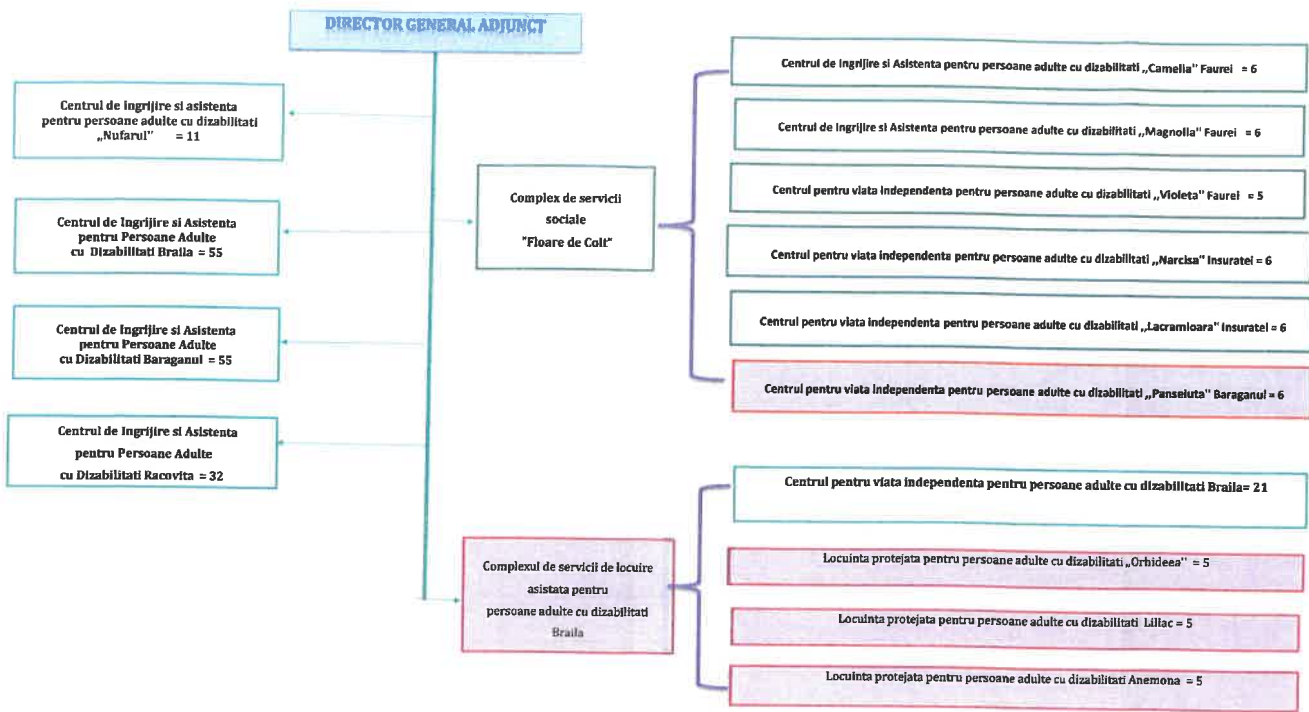 DIRECTOR GENERAL ADJUNCT
Centrul de ingrijire si asistenta
pentru persoane adulte cu dizabilitati
„Nufarul" = 11
Centrul de Ingrijire si Asistenta
pentru Persoane Adulte
cu Dizabilitati Braila = 55
Centrul de Ingrijire si Asistenta
pentru Persoane Adulte
cu Dizabilitati Baraganul = 55
Centrul de Ingrijire si Asistenta
pentru Persoane Adulte
cu Dizabilitati Racovita = 32
Complex de servicii
sociale
"Floare de Colt"
Centrul de Ingrijire si Asistenta pentru persoane adulte cu dizabilitati „Camelia" Faurei = 6
Centrul de Ingrijire si Asistenta pentru persoane adulte cu dizabilitati „Magnolia" Faurei = 6
Centrul pentru viata independenta pentru persoane adulte cu dizabilitati „Violeta" Faurei = 5
Centrul pentru viata independenta pentru persoane adulte cu dizabilitati „Narcisa" Insuratei = 6
Centrul pentru viata independenta pentru persoane adulte cu dizabilitati „Lacramioara" Insuratei = 6
Centrul pentru viata independenta pentru persoane adulte cu dizabilitati „Panseluta" Baraganul = 6
Complexul de servicii de locuire
asistata pentru
persoane adulte cu dizabilitati
Braila
Centrul pentru viata independenta pentru persoane adulte cu dizabilitati Braila= 21
Locuinta protejata pentru persoane adulte cu dizabilitati „Orhideea" = 5
Locuinta protejata pentru persoane adulte cu dizabilitati Liliac = 5
Locuinta protejata pentru persoane adulte cu dizabilitati Anemona = 5